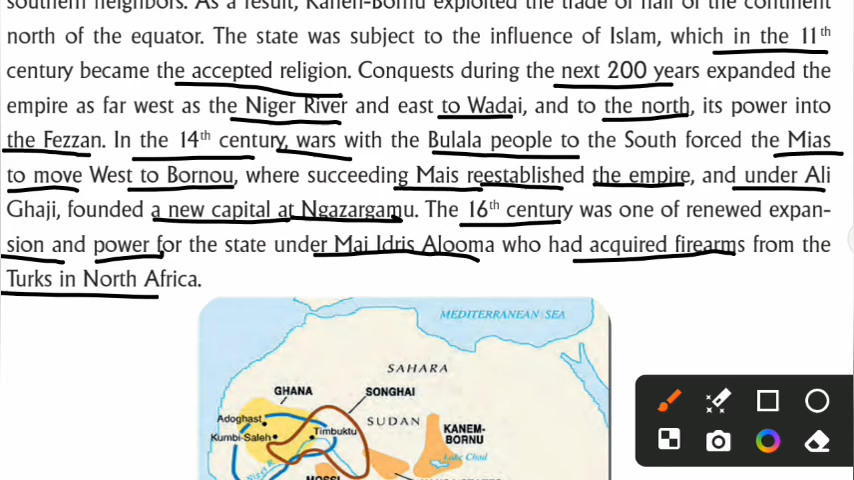 southern neighbors. As a result, Kanen-Bornu exploited the trade of half of the continent
north of the equator. The state was subject to the influence of Islam, which in the 11th
century became the accepted religion. Conquests during the next 200 years expanded the
empire as far west as the Niger River and east to Wadai, and to the north, its power into
the Fezzan. In the 14th century, wars with the Bulala people to the South forced the Mias
to move West to Bornou, where succeeding Mais reestablished the empire, and under Ali
Ghaji, founded a new capital at Ngazargamu. The 16th century was one of renewed expan-
sion and power for the state under Mai Idris Alooma who had acquired firearms from the
Turks in North Africa.
MEDITERRANEAN SEA
SAHARA
GHANA
SONGHAI
Adoghast
SUDAN
Timbuktu
KANEM-
BORNU
Kumbi-Saleh
Lake Chad
Niger R.
MOSSI